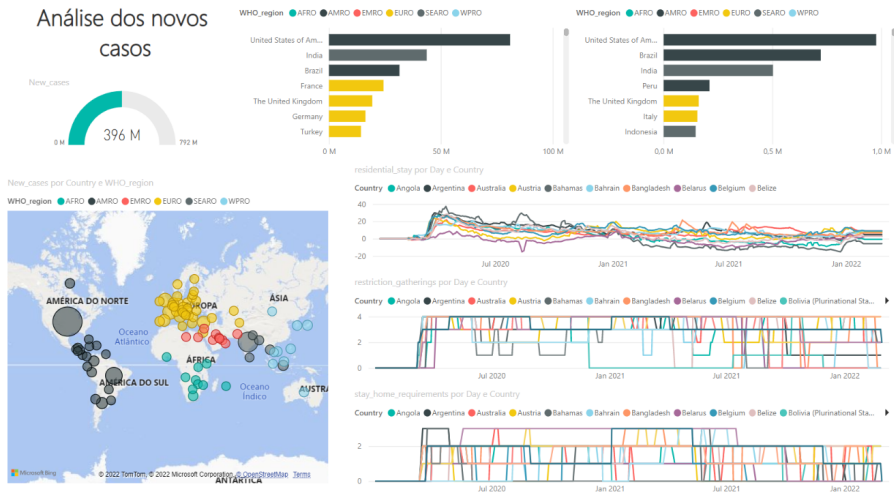 Análise dos novos
casos
New_cases
396 M
0 M
792 M
WHO_region AFRO AMRO EMRO EURO SEARO WPRO
United States of Am...
India
Brazil
France
The United Kingdom
Germany
Turkey
0 M 50 M 100 M
WHO_region AFRO AMRO EMRO EURO SEARO WPRO
United States of Am...
Brazil
India
Peru
The United Kingdom
Italy
Indonesia
0,0 M 0,5 M 1,0 M
New_cases por Country e WHO_region
WHO_region AFRO AMRO EMRO EURO SEARO WPRO
AMÉRICA DO NORTE
ROPA
ÁSIA
Oceano
Atlântico
ÁFRICA
AMÉRICA DO SUL
Oceano
Índico
AUSTRA
Microsoft Bing
© 2022 TomTom, © 2022 Microsoft Corporation, © OpenStreetMap Terms
ANTÁRTICA
residential_stay por Day e Country
Country Angola Argentina Australia Austria Bahamas Bahrain Bangladesh Belarus Belgium Belize
40
20
0
-20
Jul 2020 Jan 2021 Jul 2021 Jan 2022
restriction_gatherings por Day e Country
Country Angola Argentina Australia Austria Bahamas Bahrain Bangladesh Belarus Belgium Belize Bolivia (Plurinational Sta...
4
2
0
Jul 2020 Jan 2021 Jul 2021 Jan 2022
stay_home_requirements por Day e Country
Country Angola Argentina Australia Austria Bahamas Bahrain Bangladesh Belarus Belgium Belize Bolivia (Plurinational Sta...
2
0
Jul 2020 Jan 2021 Jul 2021 Jan 2022